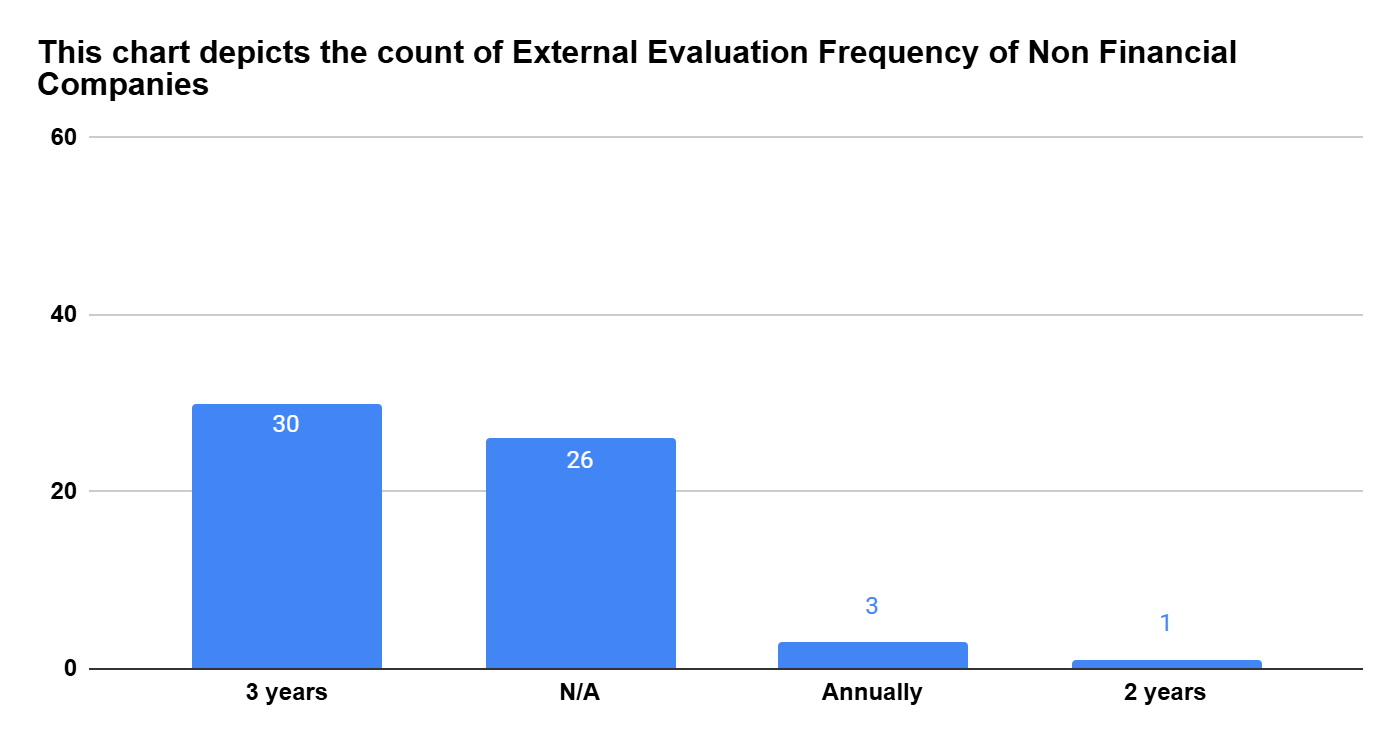 This chart depicts the count of External Evaluation Frequency of Non Financial
Companies
60
40
20
0
30
26
3
1
3 years
N/A
Annually
2 years